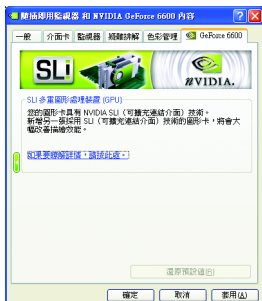 隨插即用監視器 和 NVIDIA GeForce 6600 內容
一般 介面卡 監視器 疑難排解 色彩管理 GeForce 6600
SLI
NVIDIA.
SLI 多重圖形處理裝置 (GPU)
您的圖形卡具有 NVIDIA SLI (可擴充連結介面) 技術。
新增另一張採用 SLI (可擴充連結介面) 技術的圖形卡，將會大
幅改善描繪效能。
如果要瞭解詳情，請按此處。
還原預設值(R)
確定 取消 套用(A)